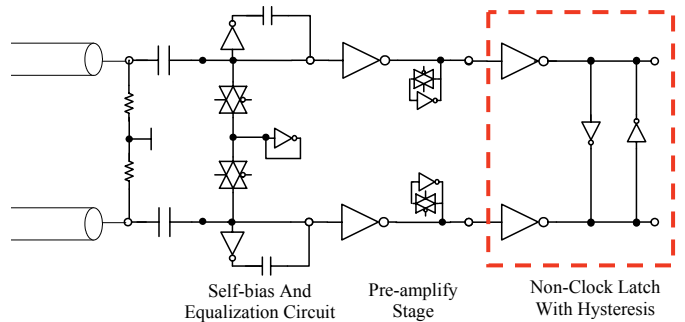 Self-bias And
Equalization Circuit
Pre-amplify
Stage
Non-Clock Latch
With Hysteresis